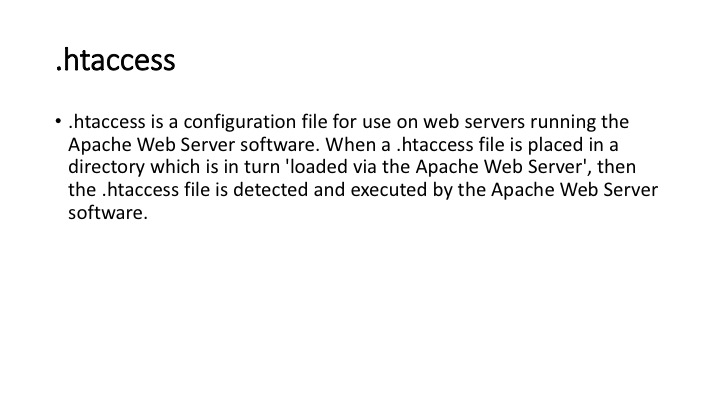 .htaccess
• .htaccess is a configuration file for use on web servers running the
Apache Web Server software. When a .htaccess file is placed in a
directory which is in turn 'loaded via the Apache Web Server', then
the .htaccess file is detected and executed by the Apache Web Server
software.